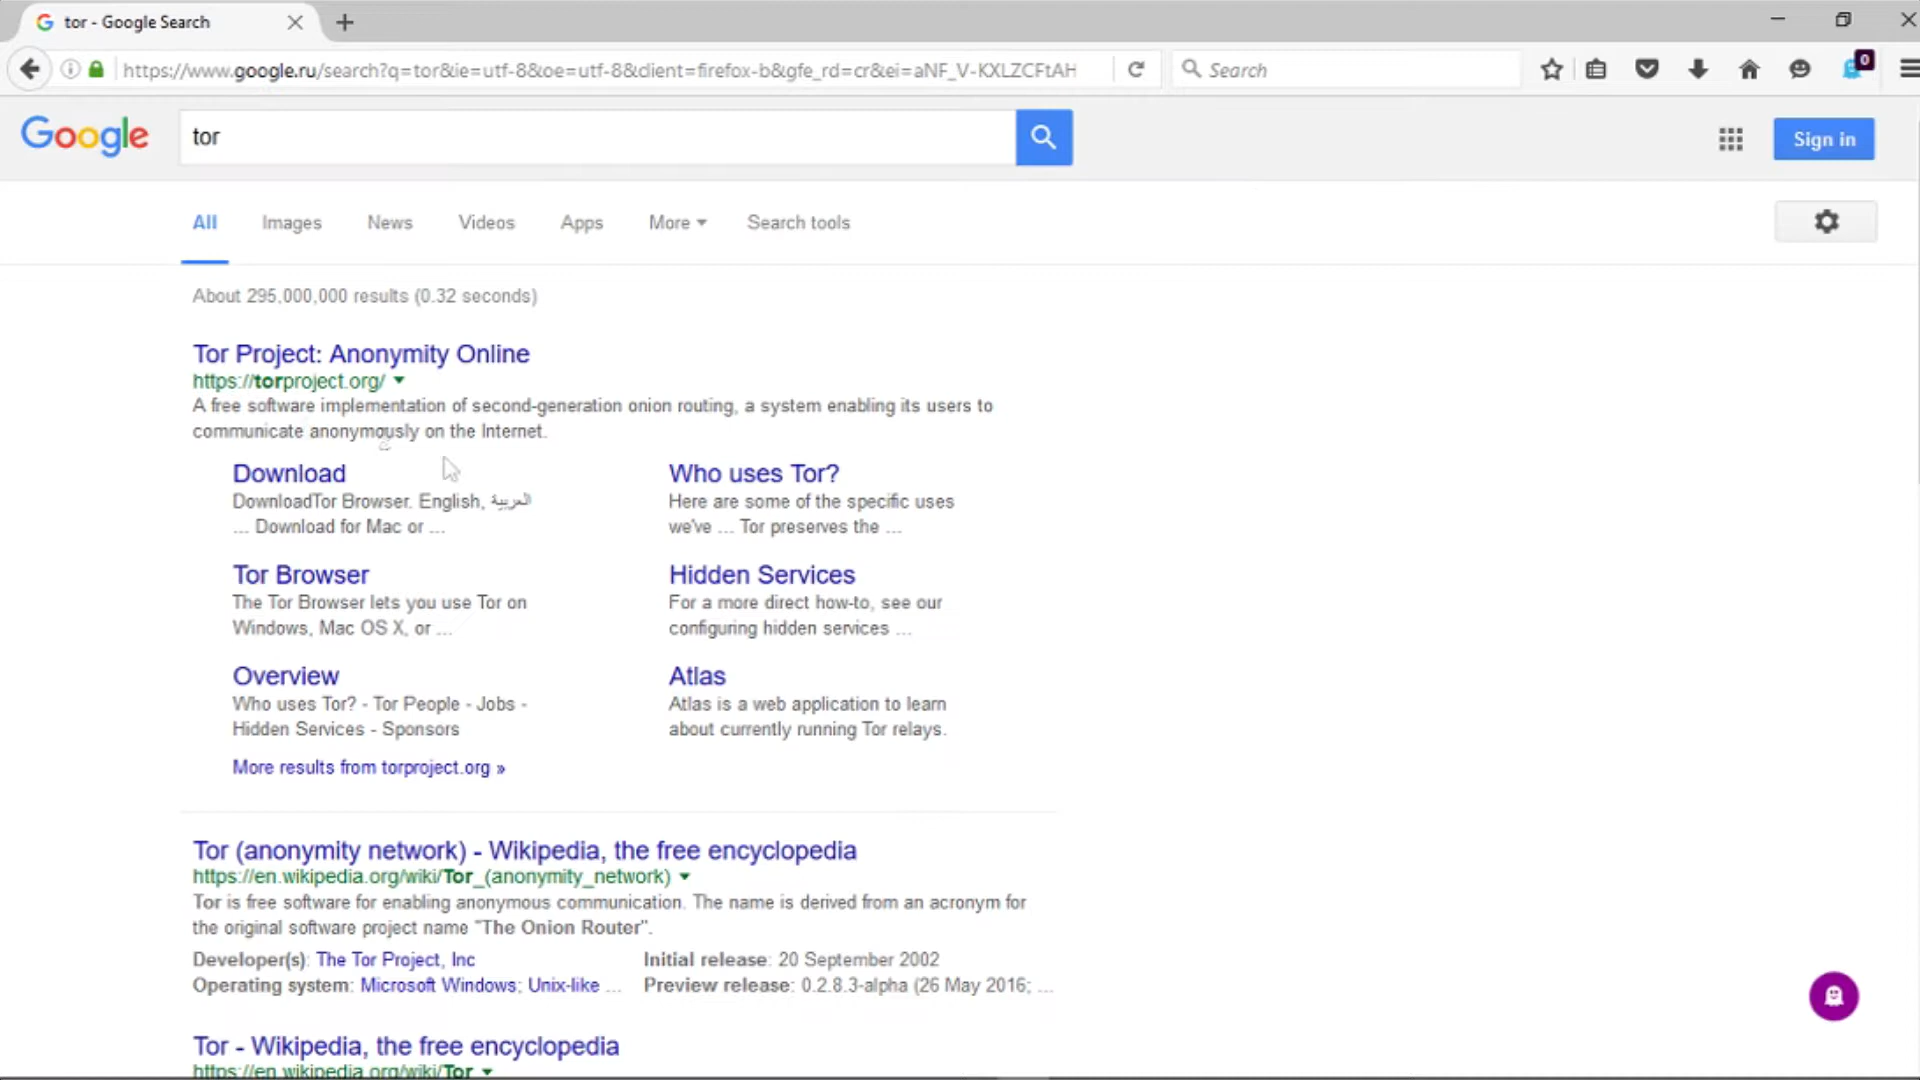 tor - Google Search
https://www.google.ru/search?q=tor&ie=utf-8&oe=utf-8&client=firefox-b&gfe_rd=cr&ei=aNF_V-KXLZCFtAH
Search
0
Google
tor
Sign in
All
Images
News
Videos
Apps
More
Search tools
About 295,000,000 results (0.32 seconds)
Tor Project: Anonymity Online
https://torproject.org/
A free software implementation of second-generation onion routing, a system enabling its users to
communicate anonymously on the Internet.
Download
DownloadTor Browser. English, العربية
... Download for Mac or ...
Who uses Tor?
Here are some of the specific uses
we've ... Tor preserves the ...
Tor Browser
The Tor Browser lets you use Tor on
Windows, Mac OS X, or ...
Hidden Services
For a more direct how-to, see our
configuring hidden services ...
Overview
Who uses Tor? - Tor People - Jobs -
Hidden Services - Sponsors
Atlas
Atlas is a web application to learn
about currently running Tor relays.
More results from torproject.org »
Tor (anonymity network) - Wikipedia, the free encyclopedia
https://en.wikipedia.org/wiki/Tor_(anonymity_network)
Tor is free software for enabling anonymous communication. The name is derived from an acronym for
the original software project name "The Onion Router".
Developer(s): The Tor Project, Inc
Initial release: 20 September 2002
Operating system: Microsoft Windows; Unix-like ...
Preview release: 0.2.8.3-alpha (26 May 2016; ...
Tor - Wikipedia, the free encyclopedia
https://en.wikipedia.org/wiki/Tor